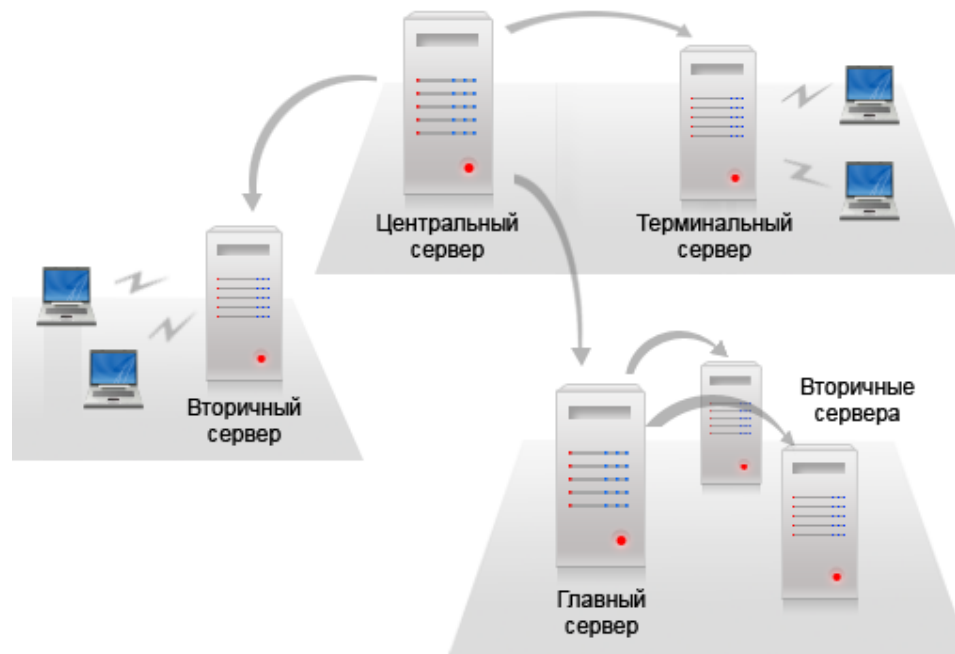 Центральный
сервер
Терминальный
сервер
Вторичный
сервер
Вторичные
сервера
Главный
сервер